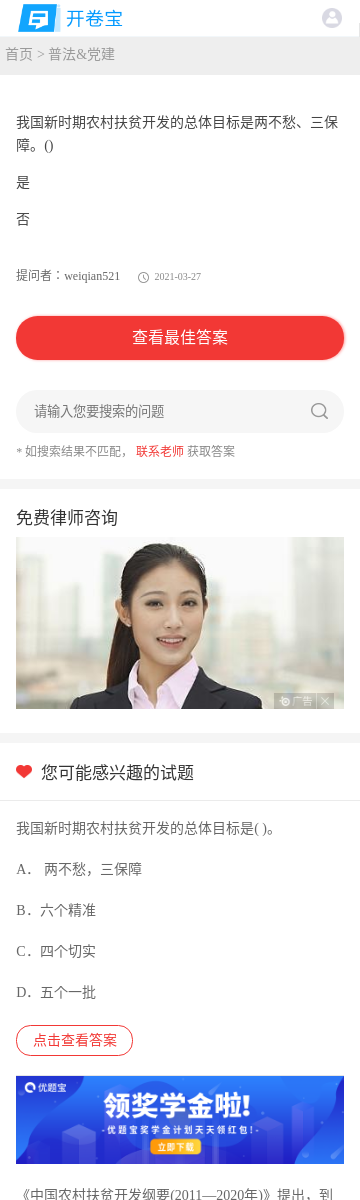 开卷宝
首页 > 普法&党建
我国新时期农村扶贫开发的总体目标是两不愁、三保
障。()
是
否
提问者：weiqian521 2021-03-27
查看最佳答案
请输入您要搜索的问题
* 如搜索结果不匹配， 联系老师 获取答案
免费律师咨询
广告
您可能感兴趣的试题
我国新时期农村扶贫开发的总体目标是( )。
A． 两不愁，三保障
B．六个精准
C．四个切实
D．五个一批
点击查看答案
优题宝
领奖学金啦!
-优题宝奖学金计划天天领红包!-
立即下载
《中国农村扶贫开发纲要(2011—2020年)》提出，到